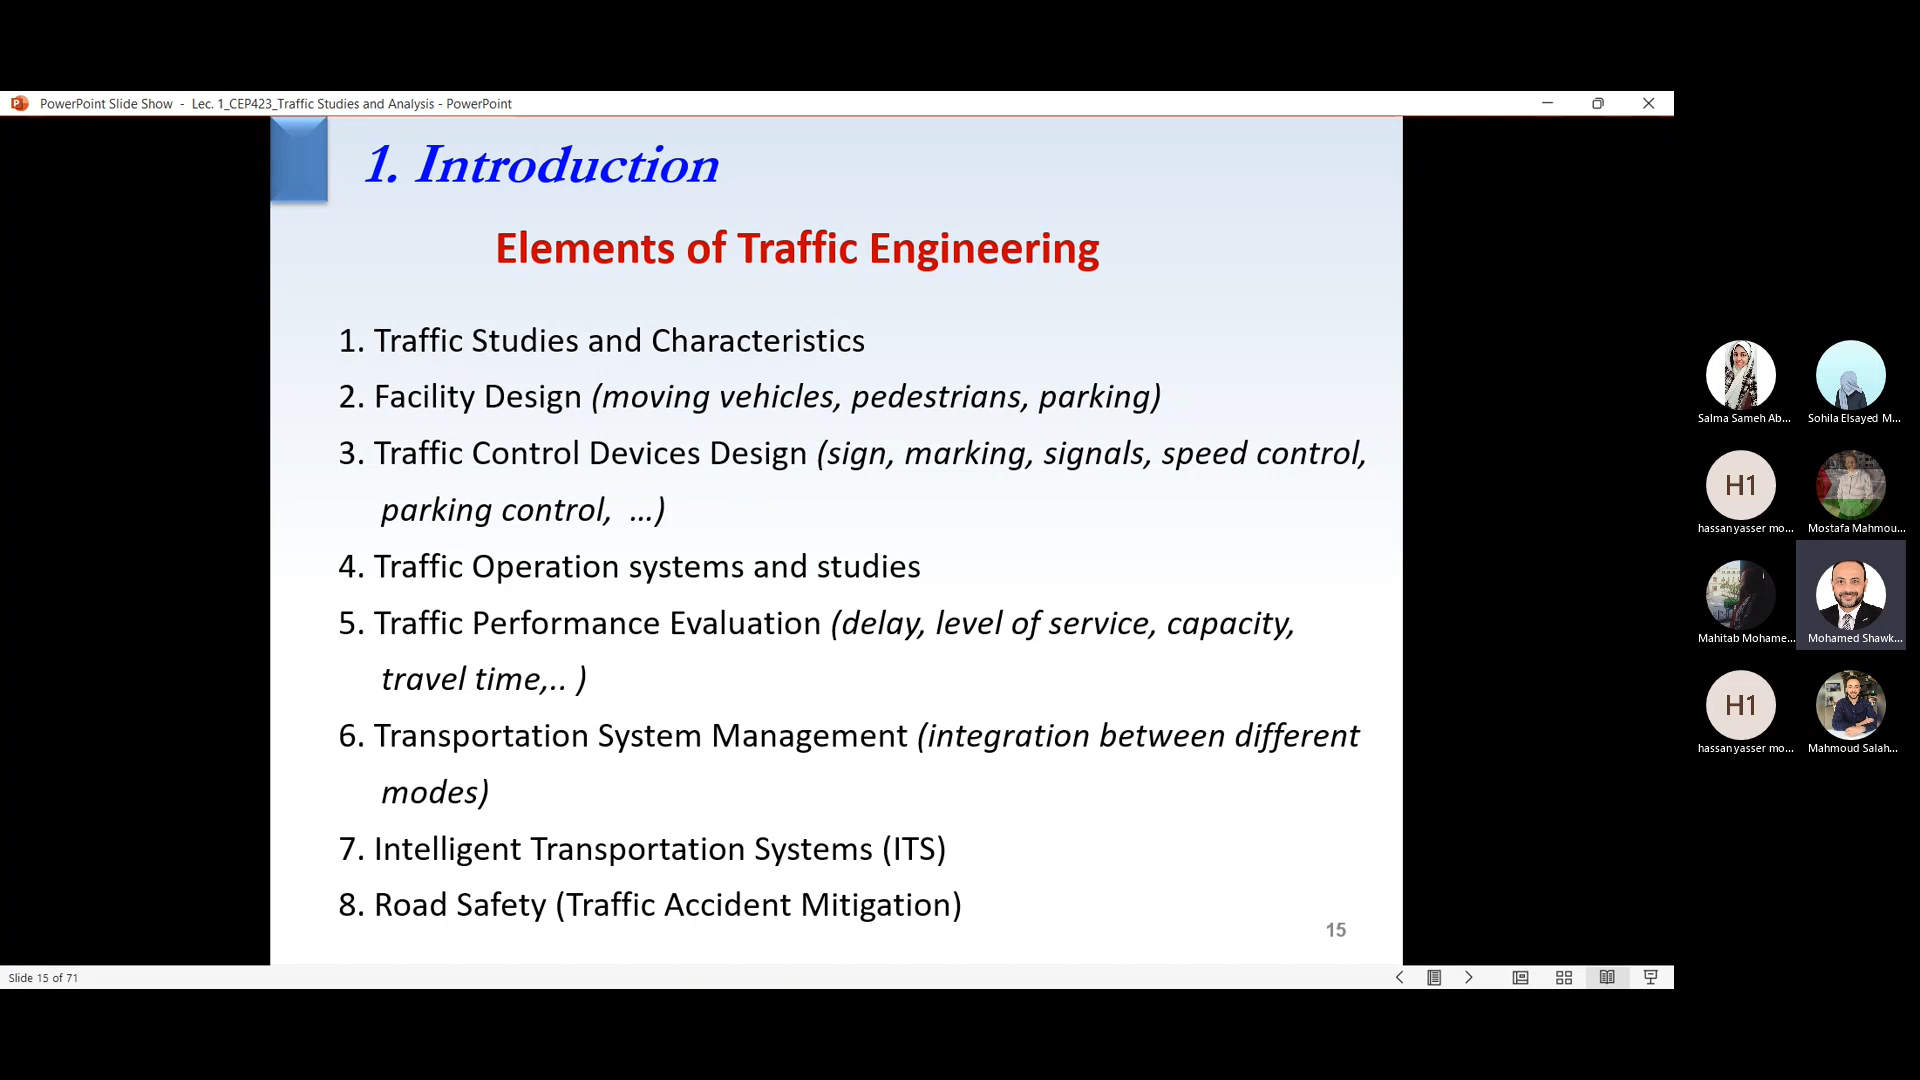 PowerPoint Slide Show - Lec. 1_CEP423_Traffic Studies and Analysis - PowerPoint
1. Introduction
Elements of Traffic Engineering
1. Traffic Studies and Characteristics
2. Facility Design (moving vehicles, pedestrians, parking)
3. Traffic Control Devices Design (sign, marking, signals, speed control,
parking control, ...)
4. Traffic Operation systems and studies
5. Traffic Performance Evaluation (delay, level of service, capacity,
travel time,.. )
6. Transportation System Management (integration between different
modes)
7. Intelligent Transportation Systems (ITS)
8. Road Safety (Traffic Accident Mitigation)
15
Slide 15 of 71
Salma Sameh Ab...
Sohila Elsayed M...
H1
hassan yasser mo...
Mostafa Mahmou...
Mahitab Mohame...
Mohamed Shawk...
H1
hassan yasser mo...
Mahmoud Salah...